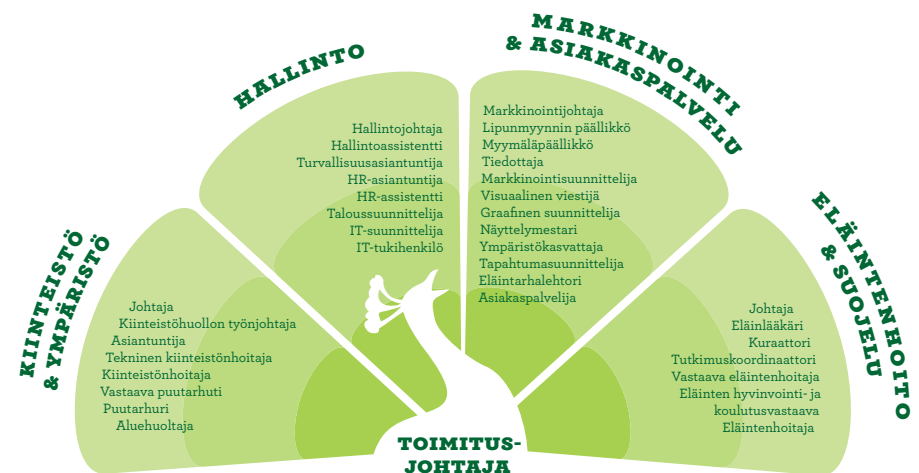 KIINTEISTÖ
& YMPÄRISTÖ
Johtaja
Kiinteistöhuollon työnjohtaja
Asiantuntija
Tekninen kiinteistönhoitaja
Kiinteistönhoitaja
Vastaava puutarhuti
Puutarhuri
Aluehuoltaja
HALLINTO
Hallintojohtaja
Hallintoassistentti
Turvallisuusasiantuntija
HR-asiantuntija
HR-assistentti
Taloussuunnittelija
IT-suunnittelija
IT-tukihenkilö
MARKKINOINTI
& ASIAKASPALVELU
Markkinointijohtaja
Lipunmyynnin päällikkö
Myymäläpäällikkö
Tiedottaja
Markkinointisuunnittelija
Visuaalinen viestijä
Graafinen suunnittelija
Näyttelymestari
Ympäristökasvattaja
Tapahtumasuunnittelija
Eläintarhalehtori
Asiakaspalvelija
ELÄINTENHOITO
& SUOJELU
Johtaja
Eläinlääkäri
Kuraattori
Tutkimuskoordinaattori
Vastaava eläintenhoitaja
Eläinten hyvinvointi- ja
koulutusvastaava
Eläintenhoitaja
TOIMITUS-
JOHTAJA